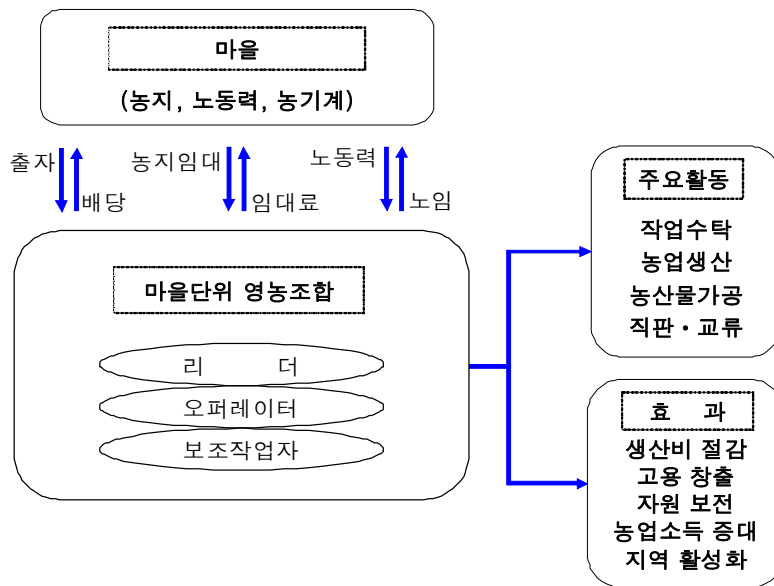 마을
(농지, 노동력, 농기계)
출자
배당
농지임대
임대료
노동력
노임
마을단위 영농조합
리 더
오퍼레이터
보조작업자
주요활동
작업수탁
농업생산
농산물가공
직판・교류
효 과
생산비 절감
고용 창출
자원 보전
농업소득 증대
지역 활성화